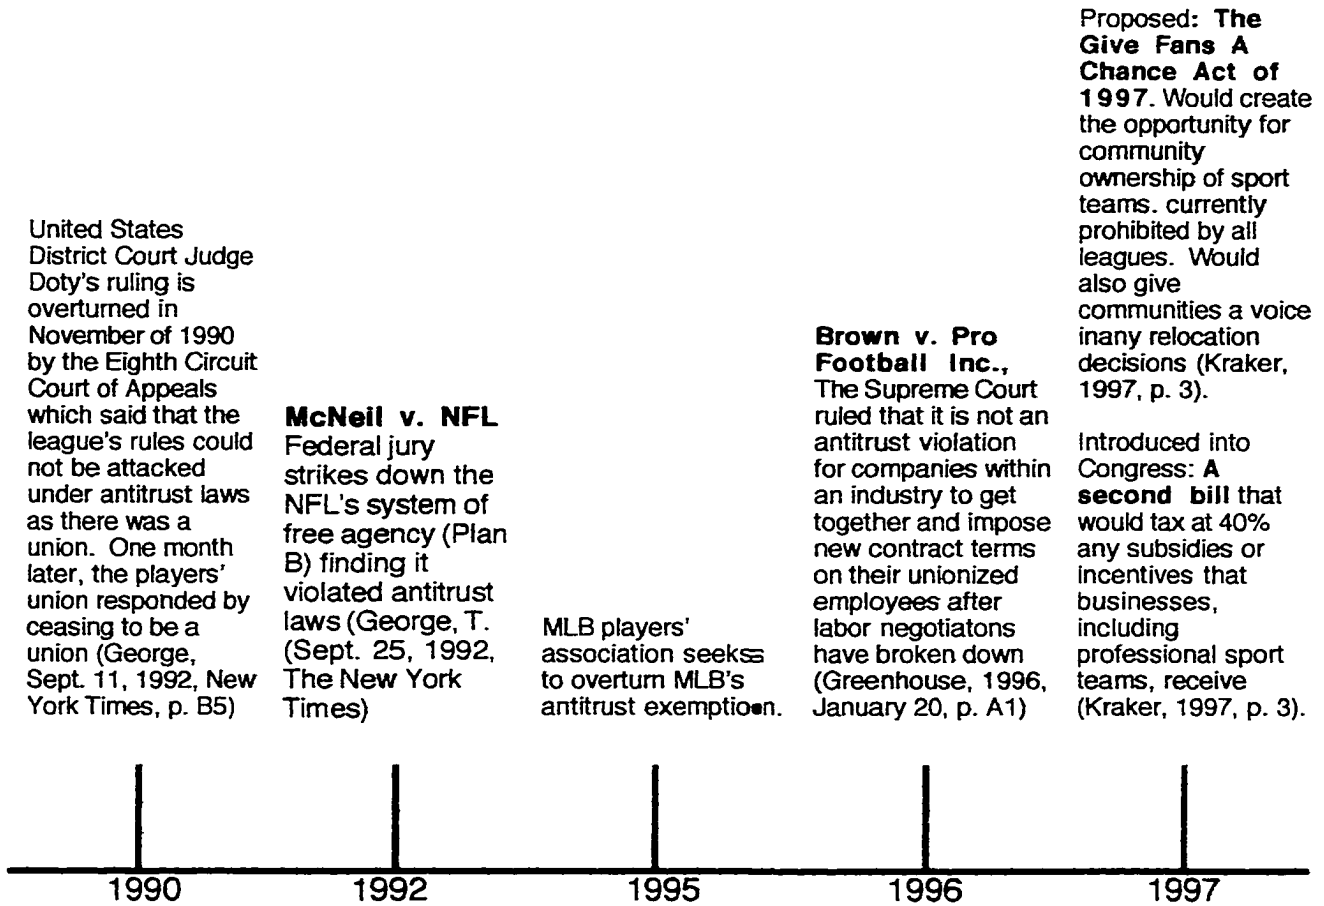 United States
District Court Judge
Doty's ruling is
overturned in
November of 1990
by the Eighth Circuit
Court of Appeals
which said that the
league's rules could
not be attacked
under antitrust laws
as there was a
union. One month
later, the players'
union responded by
ceasing to be a
union (George,
Sept. 11, 1992, New
York Times, p. B5)
McNeil v. NFL
Federal jury
strikes down the
NFL's system of
free agency (Plan
B) finding it
violated antitrust
laws (George, T.
(Sept. 25, 1992,
The New York
Times)
MLB players'
association seeks
to overturn MLB's
antitrust exemption.
Brown v. Pro
Football Inc.,
The Supreme Court
ruled that it is not an
antitrust violation
for companies within
an industry to get
together and impose
new contract terms
on their unionized
employees after
labor negotiatons
have broken down
(Greenhouse, 1996,
January 20, p. A1)
Proposed: The
Give Fans A
Chance Act of
1997. Would create
the opportunity for
community
ownership of sport
teams. currently
prohibited by all
leagues. Would
also give
communities a voice
inany relocation
decisions (Kraker,
1997, p. 3).
Introduced into
Congress: A
second bill that
would tax at 40%
any subsidies or
incentives that
businesses,
including
professional sport
teams, receive
(Kraker, 1997, p. 3).
1990
1992
1995
1996
1997